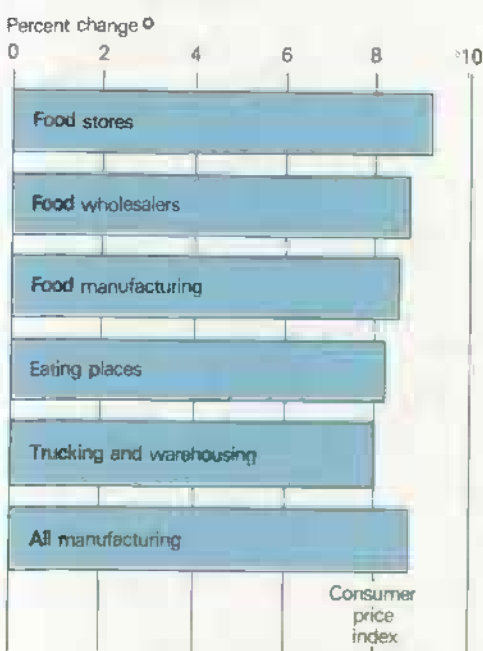 Percent change
0 2 4 6 8 10
Food stores
Food wholesalers
Food manufacturing
Eating places
Trucking and warehousing
All manufacturing
Consumer
price
index